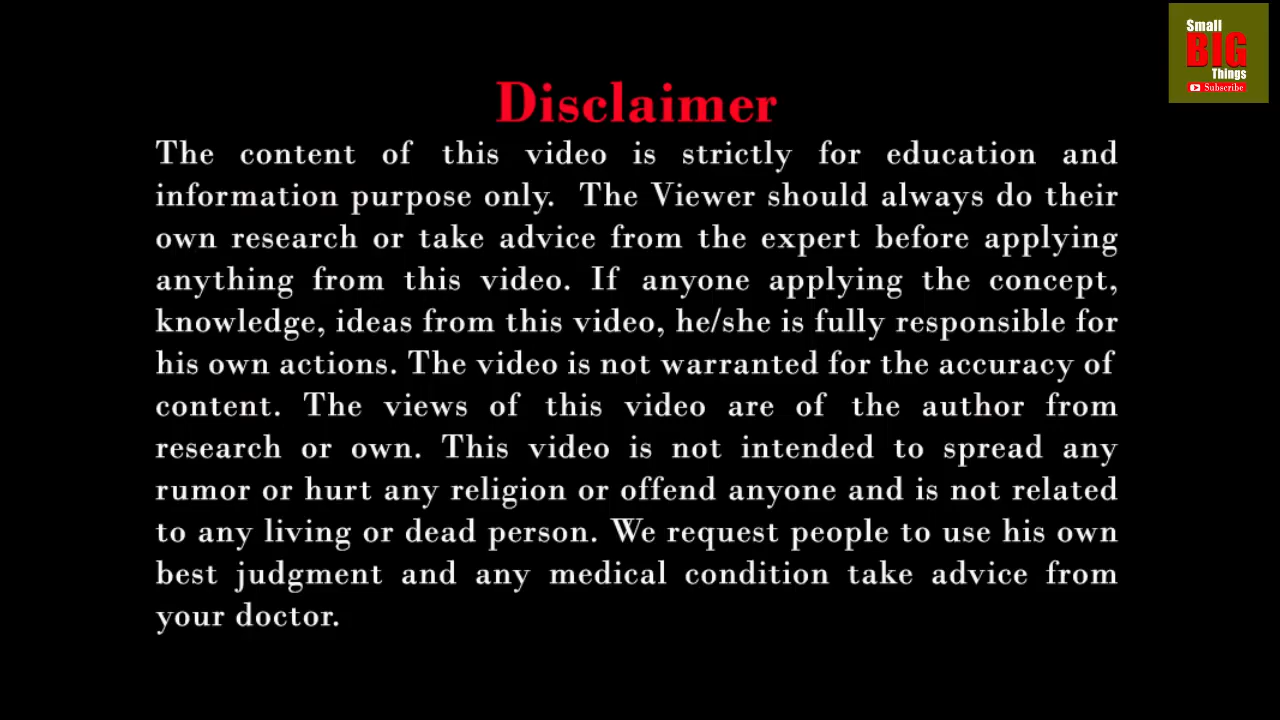 Small
BIG
Things
Subscribe
Disclaimer
The content of this video is strictly for education and
information purpose only. The Viewer should always do their
own research or take advice from the expert before applying
anything from this video. If anyone applying the concept,
knowledge, ideas from this video, he/she is fully responsible for
his own actions. The video is not warranted for the accuracy of
content. The views of this video are of the author from
research or own. This video is not intended to spread any
rumor or hurt any religion or offend anyone and is not related
to any living or dead person. We request people to use his own
best judgment and any medical condition take advice from
your doctor.